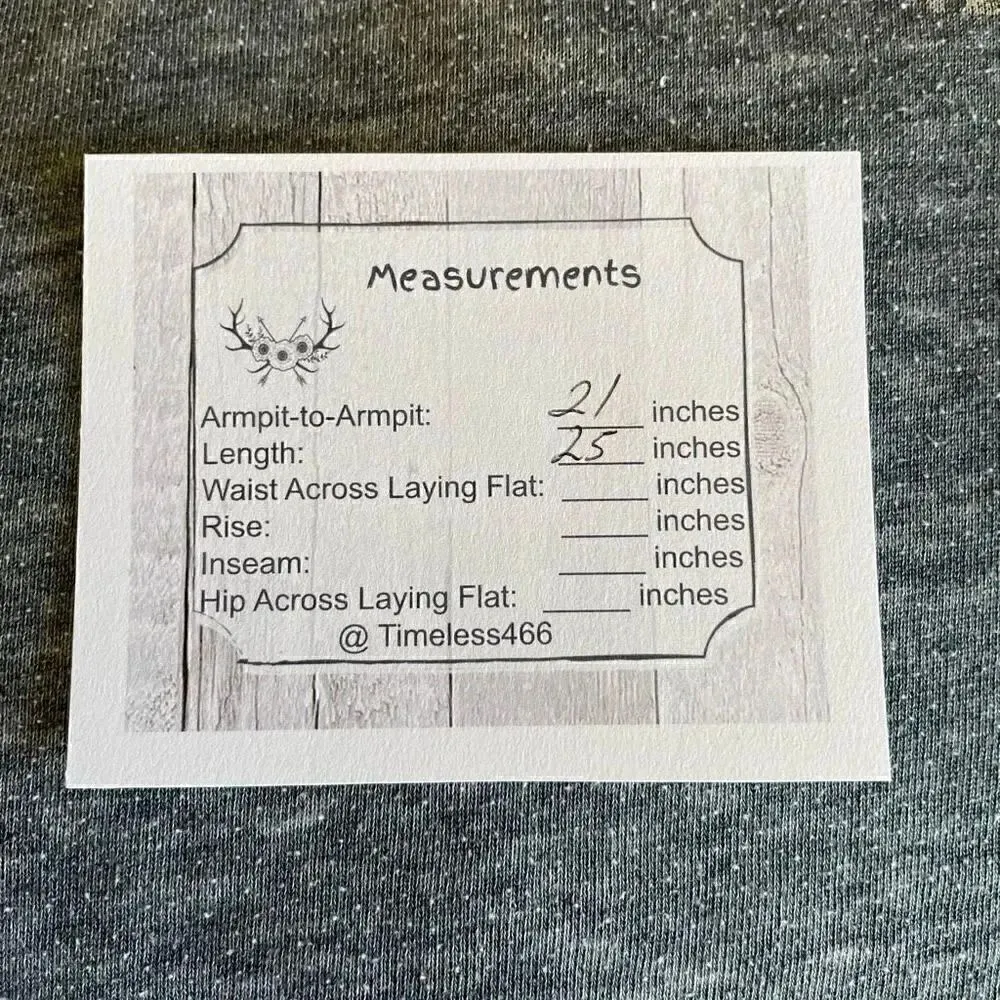 Measurements
Armpit-to-Armpit: 21 inches
Length: 25 inches
Waist Across Laying Flat: ______ inches
Rise: ______ inches
Inseam: ______ inches
Hip Across Laying Flat: ______ inches
@ Timeless466